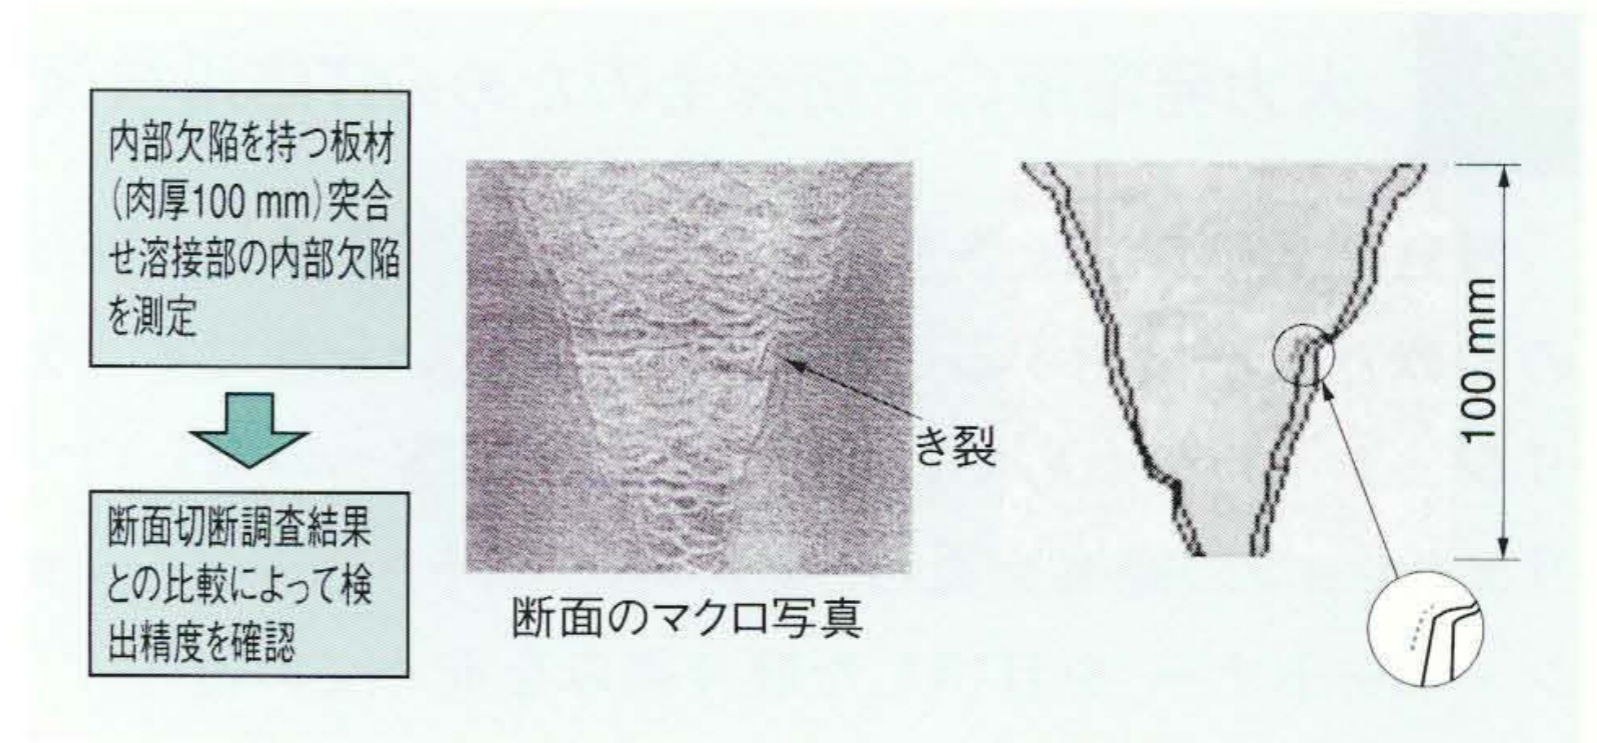 内部欠陥を持つ板材
(肉厚100 mm)突合
せ溶接部の内部欠陥
を測定
断面切断調査結果
との比較によって検
出精度を確認
き裂
断面のマクロ写真
100 mm